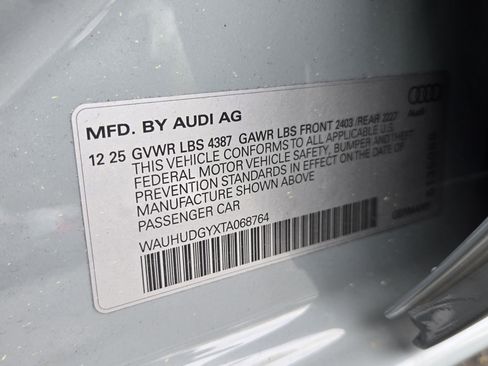 MFD. BY AUDI AG
12 25 GVWR LBS 4387 GAWR LBS FRONT 2403 /REAR 2227
THIS VEHICLE CONFORMS TO ALL APPLICABLE U.S.
FEDERAL MOTOR VEHICLE SAFETY, BUMPER AND THEFT
PREVENTION STANDARDS IN EFFECT ON THE DATE OF
MANUFACTURE SHOWN ABOVE
PASSENGER CAR
WAUHUDGYXTA068764
Audi
GERMANY